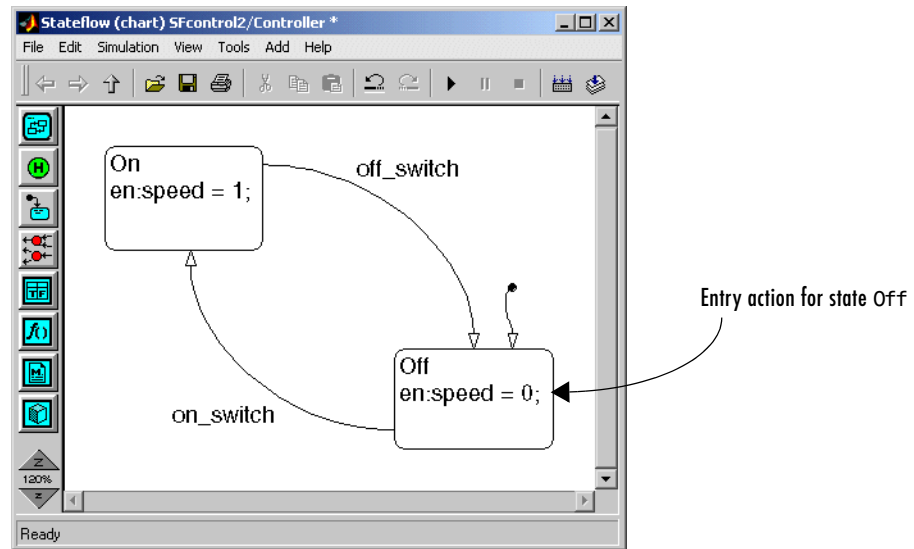 Stateflow (chart) SFcontrol2/Controller *
File Edit Simulation View Tools Add Help
On
en:speed = 1;
off_switch
Entry action for state Off
Off
en:speed = 0;
on_switch
H
TF
f()
M
Z
120%
z
Ready